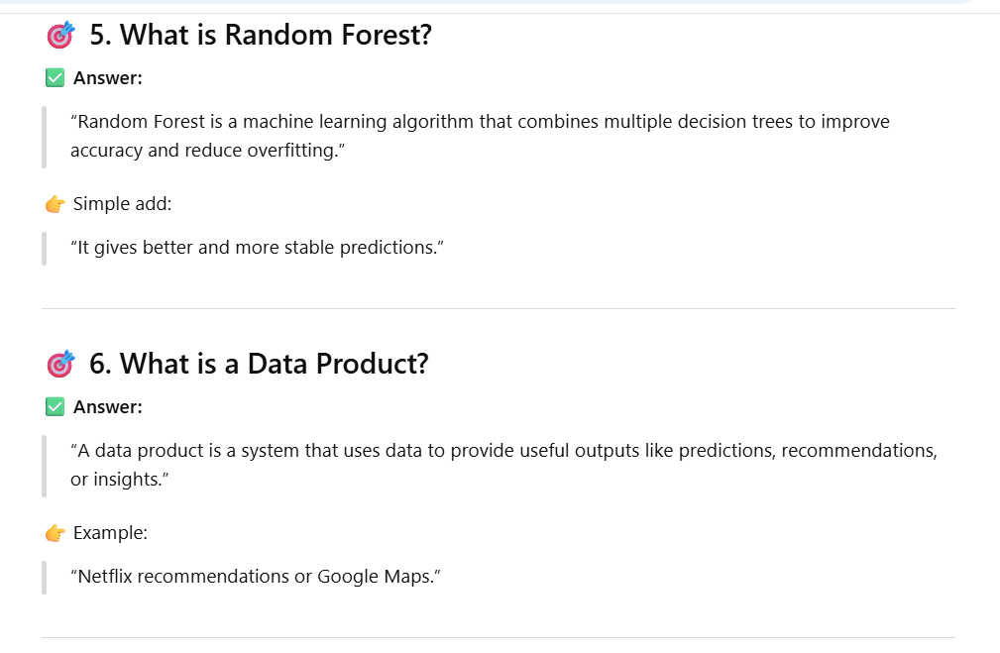 🎯 5. What is Random Forest?
✅ Answer:
“Random Forest is a machine learning algorithm that combines multiple decision trees to improve
accuracy and reduce overfitting.”
👉 Simple add:
“It gives better and more stable predictions.”
🎯 6. What is a Data Product?
✅ Answer:
“A data product is a system that uses data to provide useful outputs like predictions, recommendations,
or insights.”
👉 Example:
“Netflix recommendations or Google Maps.”